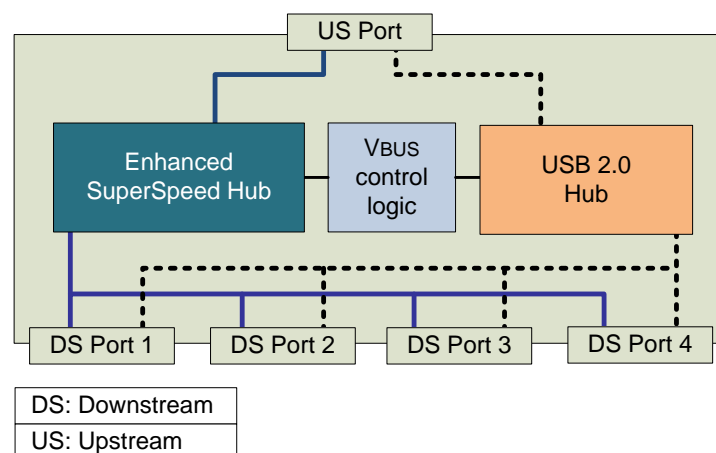 US Port
Enhanced
SuperSpeed Hub
VBUS
control
logic
USB 2.0
Hub
DS Port 1
DS Port 2
DS Port 3
DS Port 4
DS: Downstream
US: Upstream